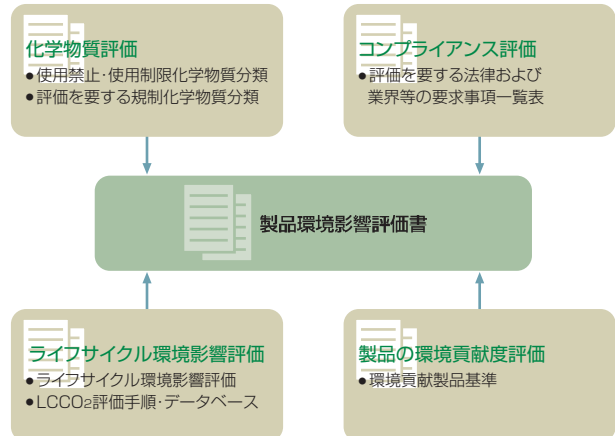 化学物質評価
●使用禁止・使用制限化学物質分類
●評価を要する規制化学物質分類
コンプライアンス評価
●評価を要する法律および
業界等の要求事項一覧表
製品環境影響評価書
ライフサイクル環境影響評価
●ライフサイクル環境影響評価
●LCCO₂評価手順・データベース
製品の環境貢献度評価
●環境貢献製品基準